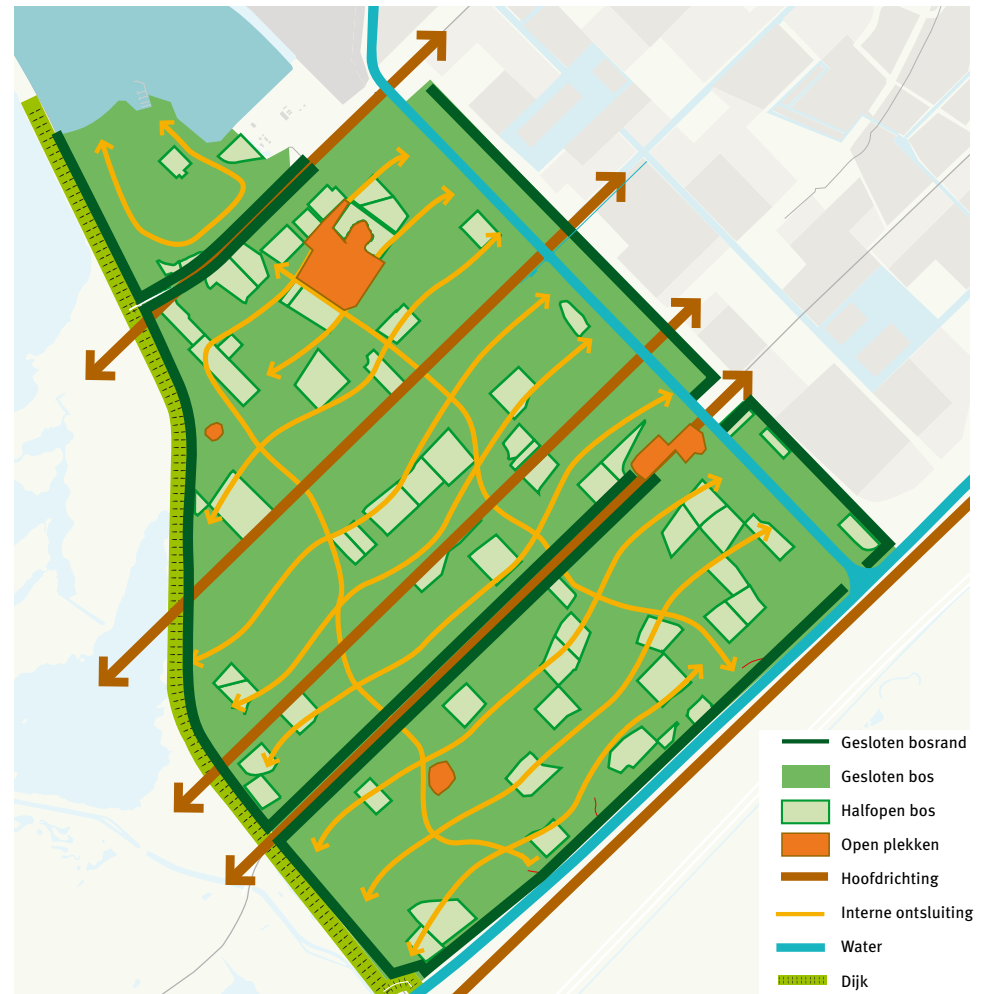 Gesloten bosrand
Gesloten bos
Halfopen bos
Open plekken
Hoofdrichting
Interne ontsluiting
Water
Dijk